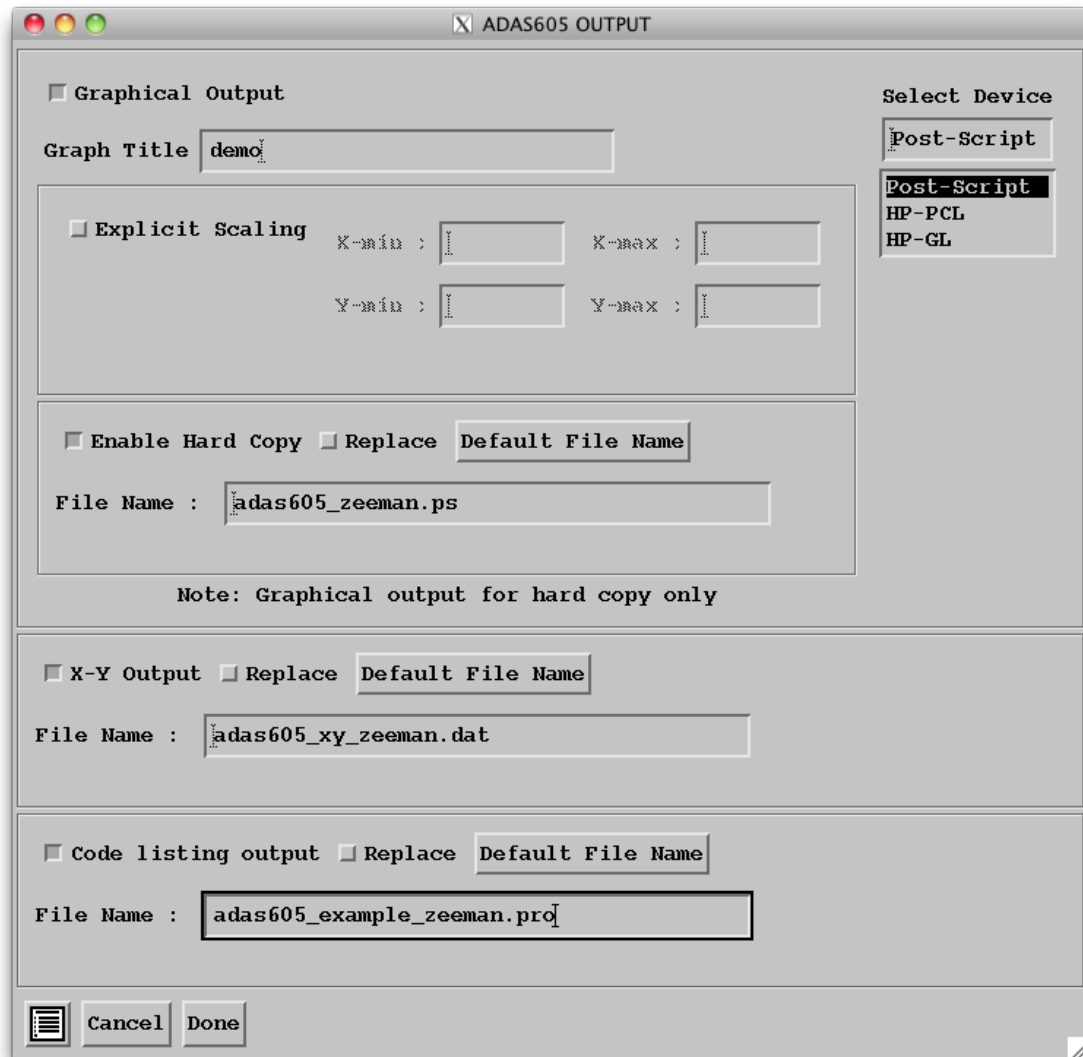 ADAS605 OUTPUT
Graphical Output
Select Device
Graph Title demo
Post-Script
Post-Script
HP-PCL
HP-GL
Explicit Scaling
X-min : X-max :
Y-min : Y-max :
Enable Hard Copy Replace Default File Name
File Name : adas605_zeeman.ps
Note: Graphical output for hard copy only
X-Y Output Replace Default File Name
File Name : adas605_xy_zeeman.dat
Code listing output Replace Default File Name
File Name : adas605_example_zeeman.pro
Cancel Done